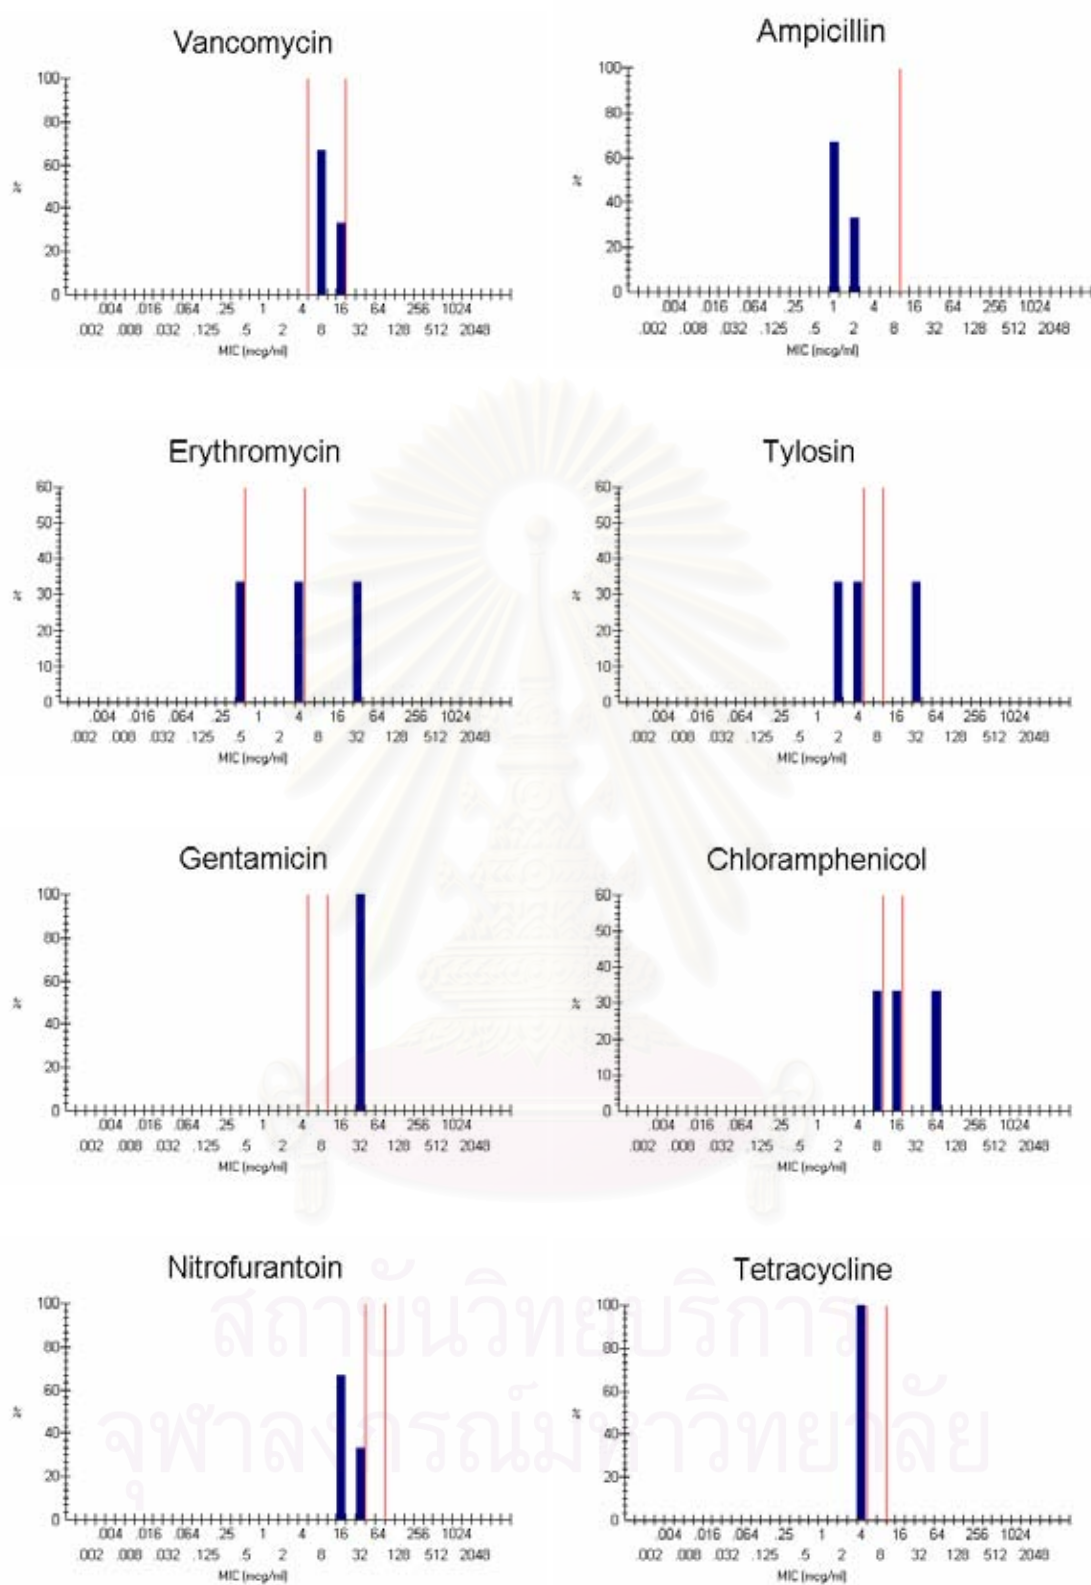 Vancomycin
100
80
60
40
20
0
.004 .016 .064 .25 1 4 16 64 256 1024
.002 .008 .032 .125 .5 2 8 32 128 512 2048
MIC (mcg/ml)
Ampicillin
100
80
60
40
20
0
.004 .016 .064 .25 1 4 16 64 256 1024
.002 .008 .032 .125 .5 2 8 32 128 512 2048
MIC (mcg/ml)
Erythromycin
60
50
40
30
20
10
0
.004 .016 .064 .25 1 4 16 64 256 1024
.002 .008 .032 .125 .5 2 8 32 128 512 2048
MIC (mcg/ml)
Tylosin
60
50
40
30
20
10
0
.004 .016 .064 .25 1 4 16 64 256 1024
.002 .008 .032 .125 .5 2 8 32 128 512 2048
MIC (mcg/ml)
Gentamicin
100
80
60
40
20
0
.004 .016 .064 .25 1 4 16 64 256 1024
.002 .008 .032 .125 .5 2 8 32 128 512 2048
MIC (mcg/ml)
Chloramphenicol
60
50
40
30
20
10
0
.004 .016 .064 .25 1 4 16 64 256 1024
.002 .008 .032 .125 .5 2 8 32 128 512 2048
MIC (mcg/ml)
Nitrofurantoin
100
80
60
40
20
0
.004 .016 .064 .25 1 4 16 64 256 1024
.002 .008 .032 .125 .5 2 8 32 128 512 2048
MIC (mcg/ml)
Tetracycline
100
80
60
40
20
0
.004 .016 .064 .25 1 4 16 64 256 1024
.002 .008 .032 .125 .5 2 8 32 128 512 2048
MIC (mcg/ml)
สถาบันวิทยบริการ
จุฬาลงกรณ์มหาวิทยาลัย